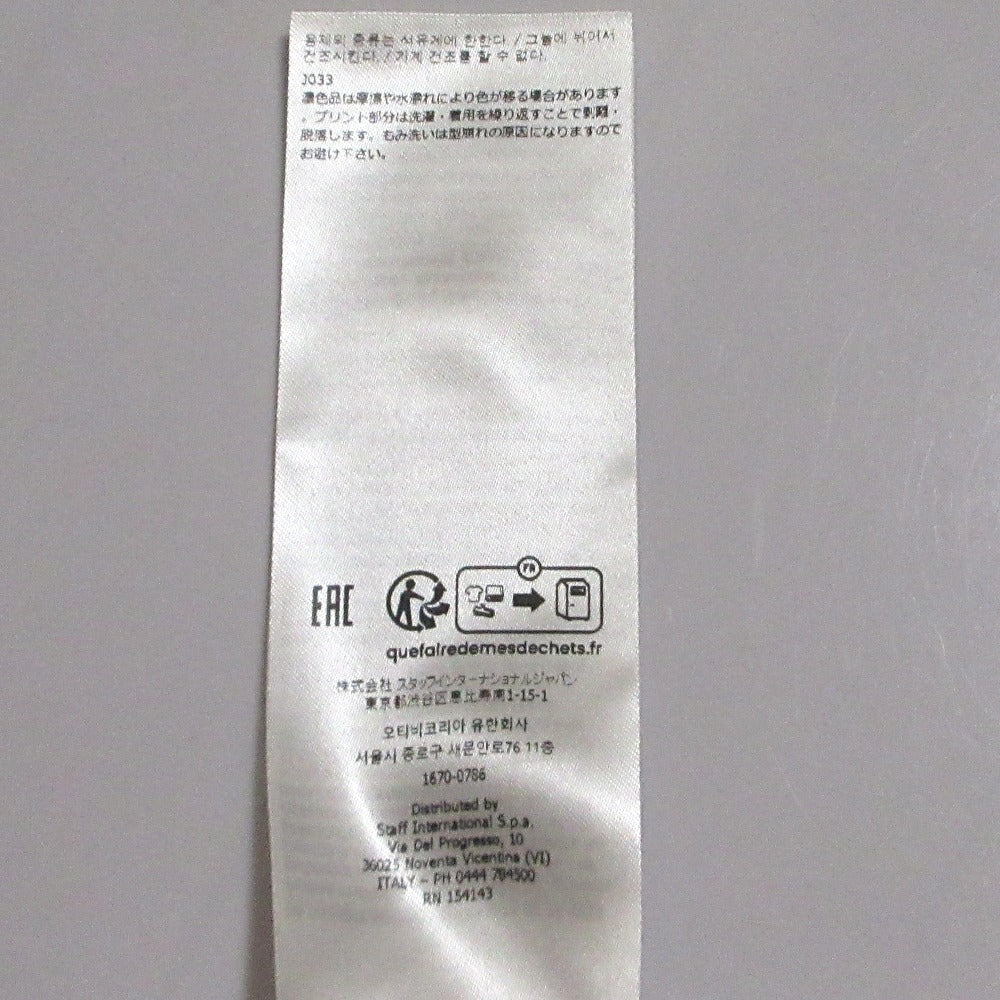 용제의 종류는 석유계에 한한다 / 그늘에 뉘어서
건조시킨다. / 기계 건조를 할 수 없다.
J033
濃色品は摩擦や水濡れにより色が移る場合があります
。プリント部分は洗濯・着用を繰り返すことで剥離・
脱落します。もみ洗いは型崩れの原因になりますので
お避け下さい。
EAC
FR
quefairedemesdechets.fr
株式会社 スタッフインターナショナルジャパン
東京都渋谷区恵比寿南1-15-1
오티비코리아 유한회사
서울시 종로구 새문안로76 11층
1670-0786
Distributed by
Staff International S.p.a.
Via Del Progresso, 10
36025 Noventa Vicentina (VI)
ITALY - PH 0444 784500
RN 154143